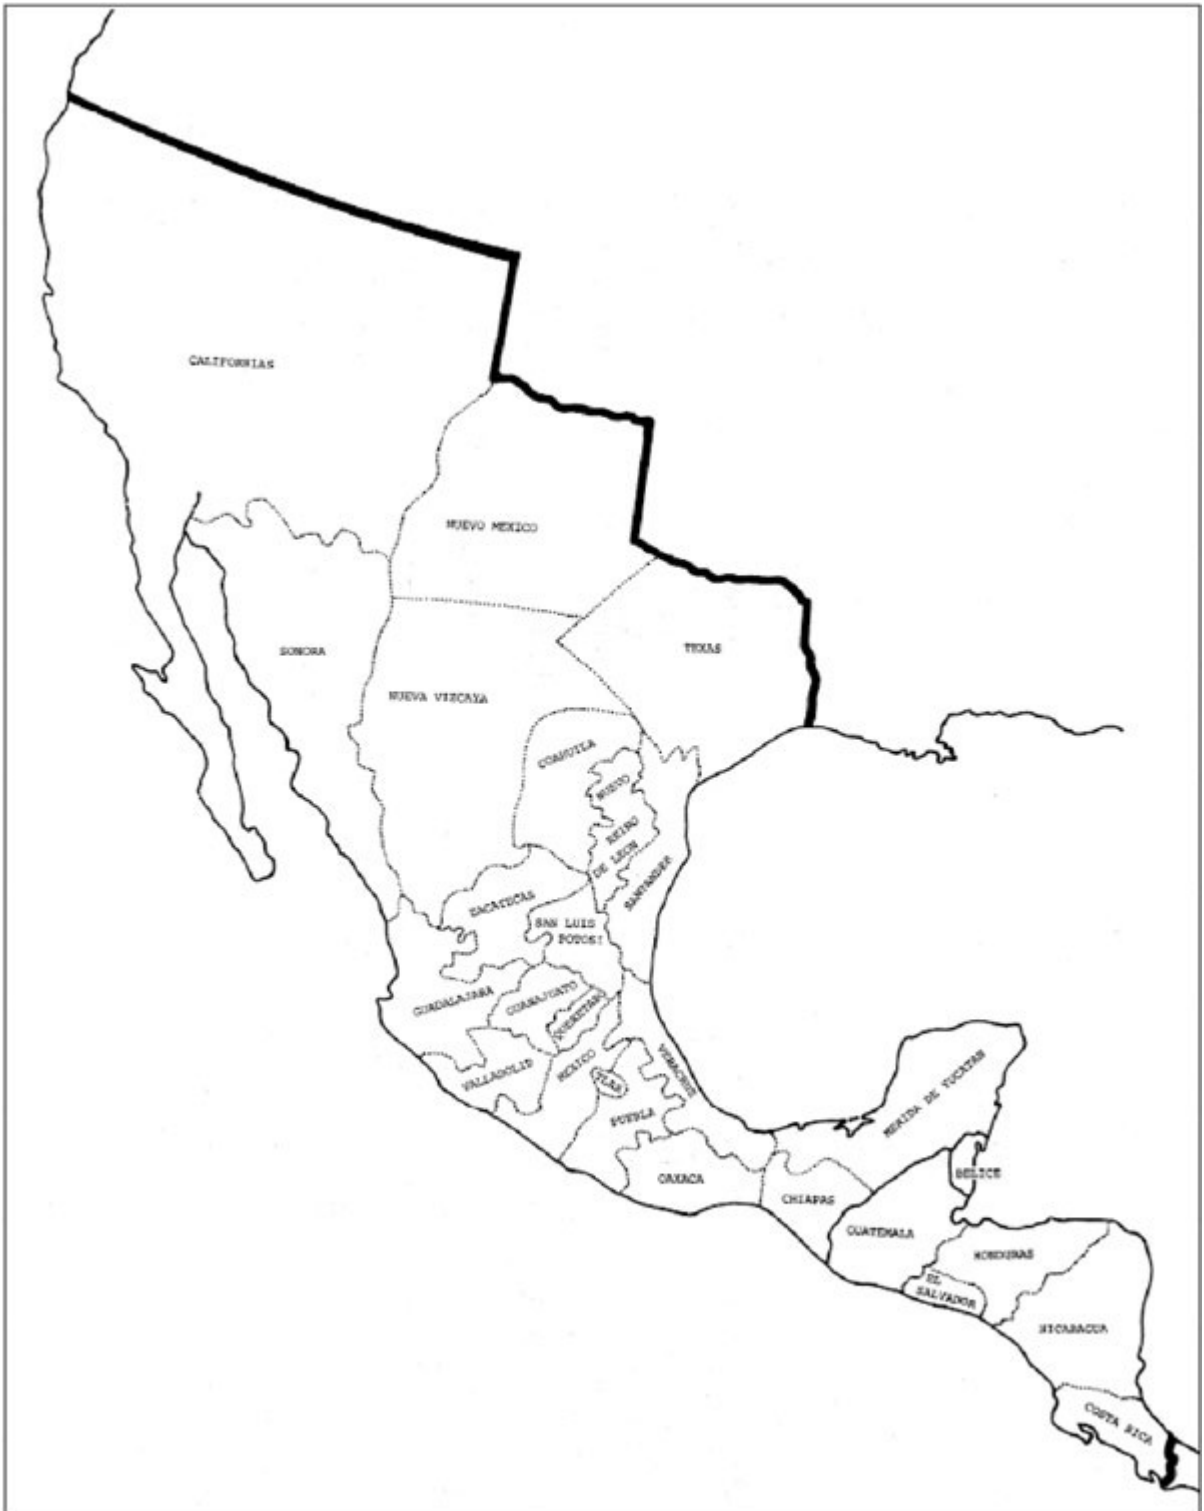 CALIFORNIAS
NUEVO MEXICO
SONORA
TEXAS
NUEVA VIZCAYA
COAHUILA
NUEVO
REINO
DE LEON
SANTANDER
ZACATECAS
SAN LUIS
POTOSI
GUADALAJARA
GUANAJUATO
QUERETARO
VALLADOLID
MEXICO
TLAX
VERACRUZ
PUEBLA
MERIDA DE YUCATAN
OAXACA
CHIAPAS
BELICE
GUATEMALA
HONDURAS
EL
SALVADOR
NICARAGUA
COSTA RICA